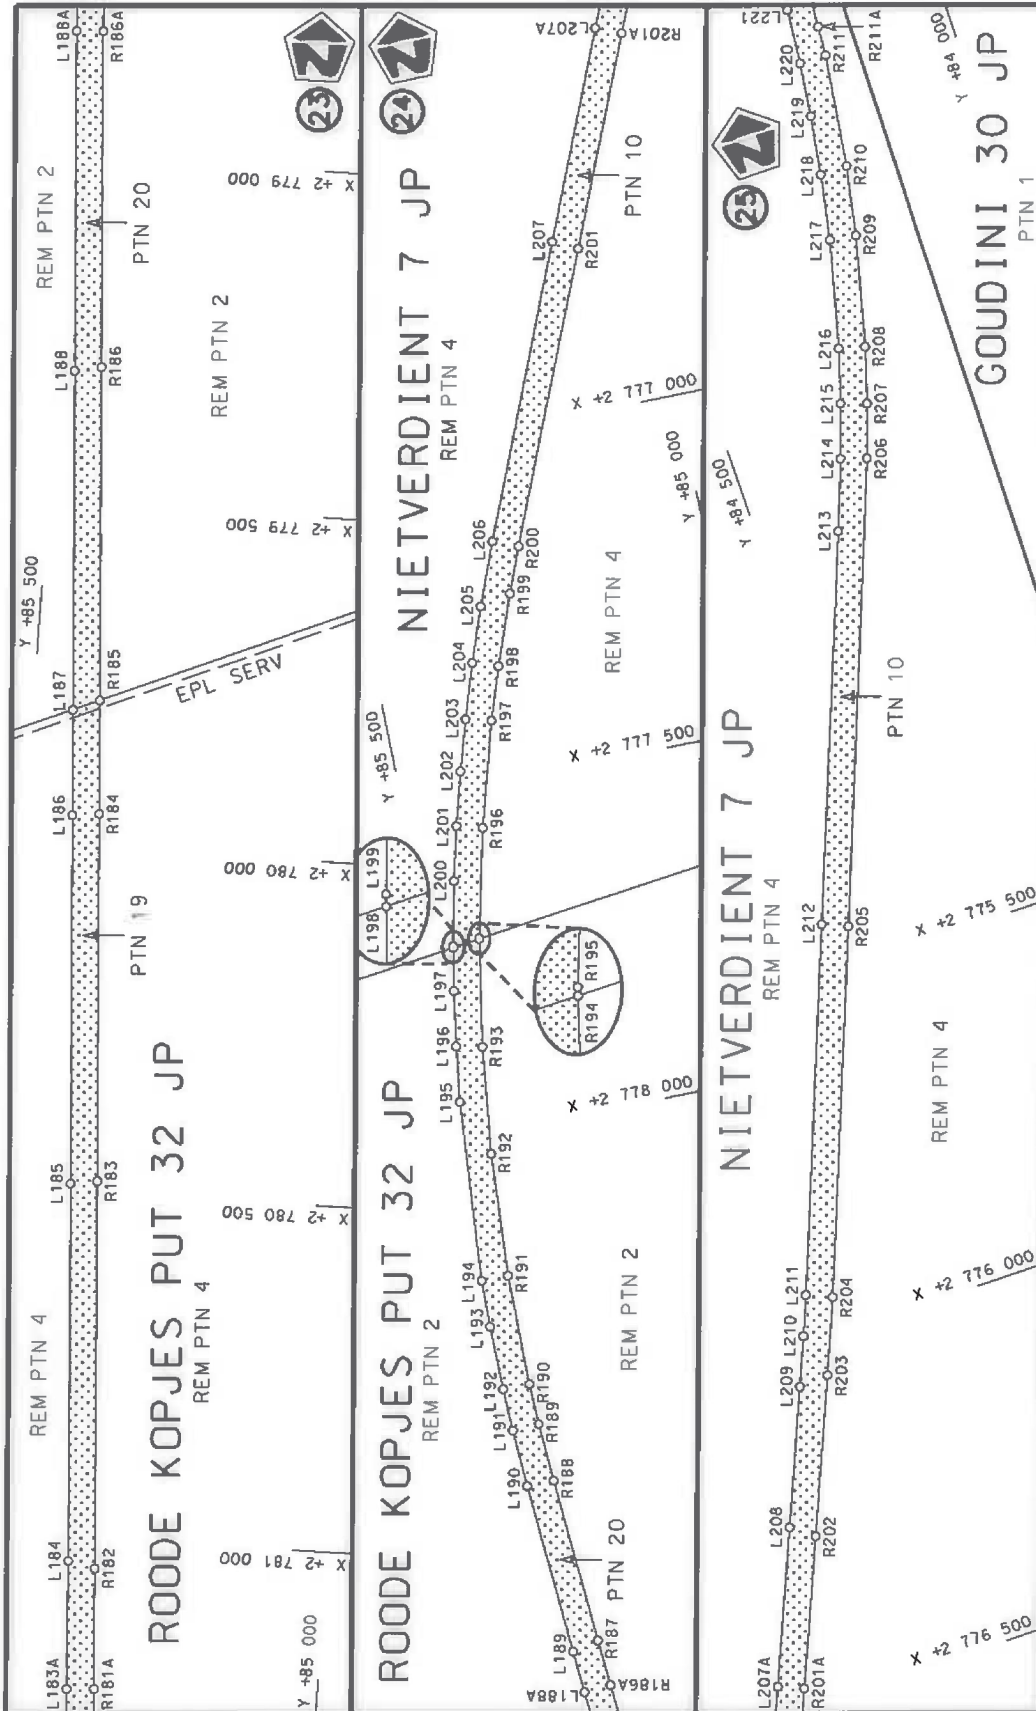 L183A
R181A
L184
R182
L185
R183
L186
R184
L187
R185
L188
R186
L188A
R186A
REM PTN 4
ROODE KOPJES PUT 32 JP
REM PTN 4
PTN 19
PTN 20
REM PTN 2
REM PTN 2
EPL SERV
Y +85 000
Y +85 500
X +2 781 000
X +2 780 500
X +2 780 000
X +2 779 500
X +2 779 000
23
L188A
R186A
L189
R187
L190
R188
L191
R189
L192
R190
L193
L194
R191
R192
L195
L196
R193
L197
L198
L199
R194
R195
L200
L201
R196
L202
L203
R197
L204
R198
L205
R199
L206
R200
L207
R201
L207A
R201A
ROODE KOPJES PUT 32 JP
REM PTN 2
PTN 20
REM PTN 2
NIETVERDIENT 7 JP
REM PTN 4
REM PTN 4
PTN 10
Y +85 500
Y +85 000
X +2 778 000
X +2 777 500
X +2 777 000
24
L207A
R201A
L208
R202
L209
R203
L210
L211
R204
L212
R205
L213
L214
R206
L215
R207
L216
R208
L217
R209
L218
R210
L219
L220
R211
L221
R211A
NIETVERDIENT 7 JP
REM PTN 4
REM PTN 4
PTN 10
GOUDINI 30 JP
PTN 1
Y +84 500
Y +84 000
X +2 776 500
X +2 776 000
X +2 775 500
25